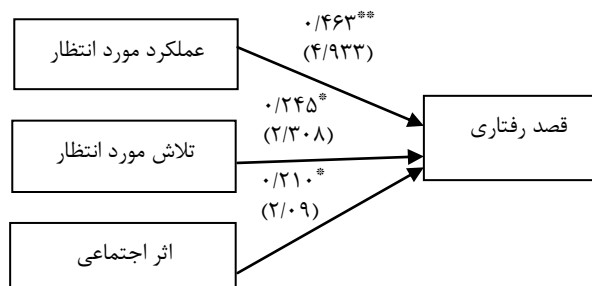 عملکرد مورد انتظار
۰/۴۶۳**
(۴/۹۳۳)
تلاش مورد انتظار
۰/۲۴۵*
(۲/۳۰۸)
قصد رفتاری
۰/۲۱۰*
(۲/۰۹)
اثر اجتماعی